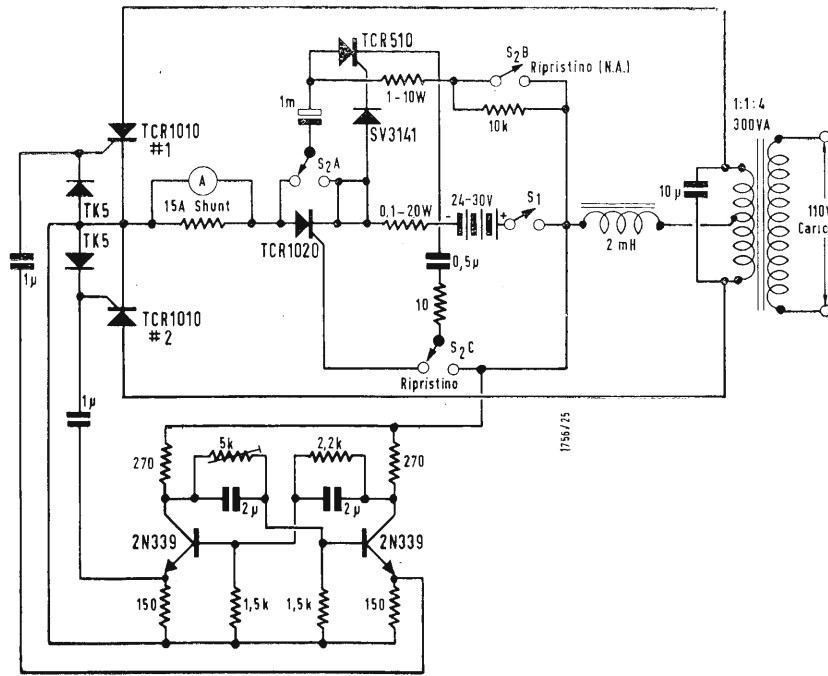 TCR510
S2B
Ripristino (N.A.)
1m
1-10W
10k
1:1:4
300VA
TCR1010
#1
SV3141
S2A
A
15A Shunt
TK5
TK5
TCR1020
0,1-20W
-
24-30V
+
S1
2 mH
10µ
110V
Caric
1µ
0,5µ
10
TCR1010
#2
S2C
Ripristino
1µ
1756/25
270
5k
2,2k
270
2µ
2µ
2N339
2N339
150
1,5k
1,5k
150